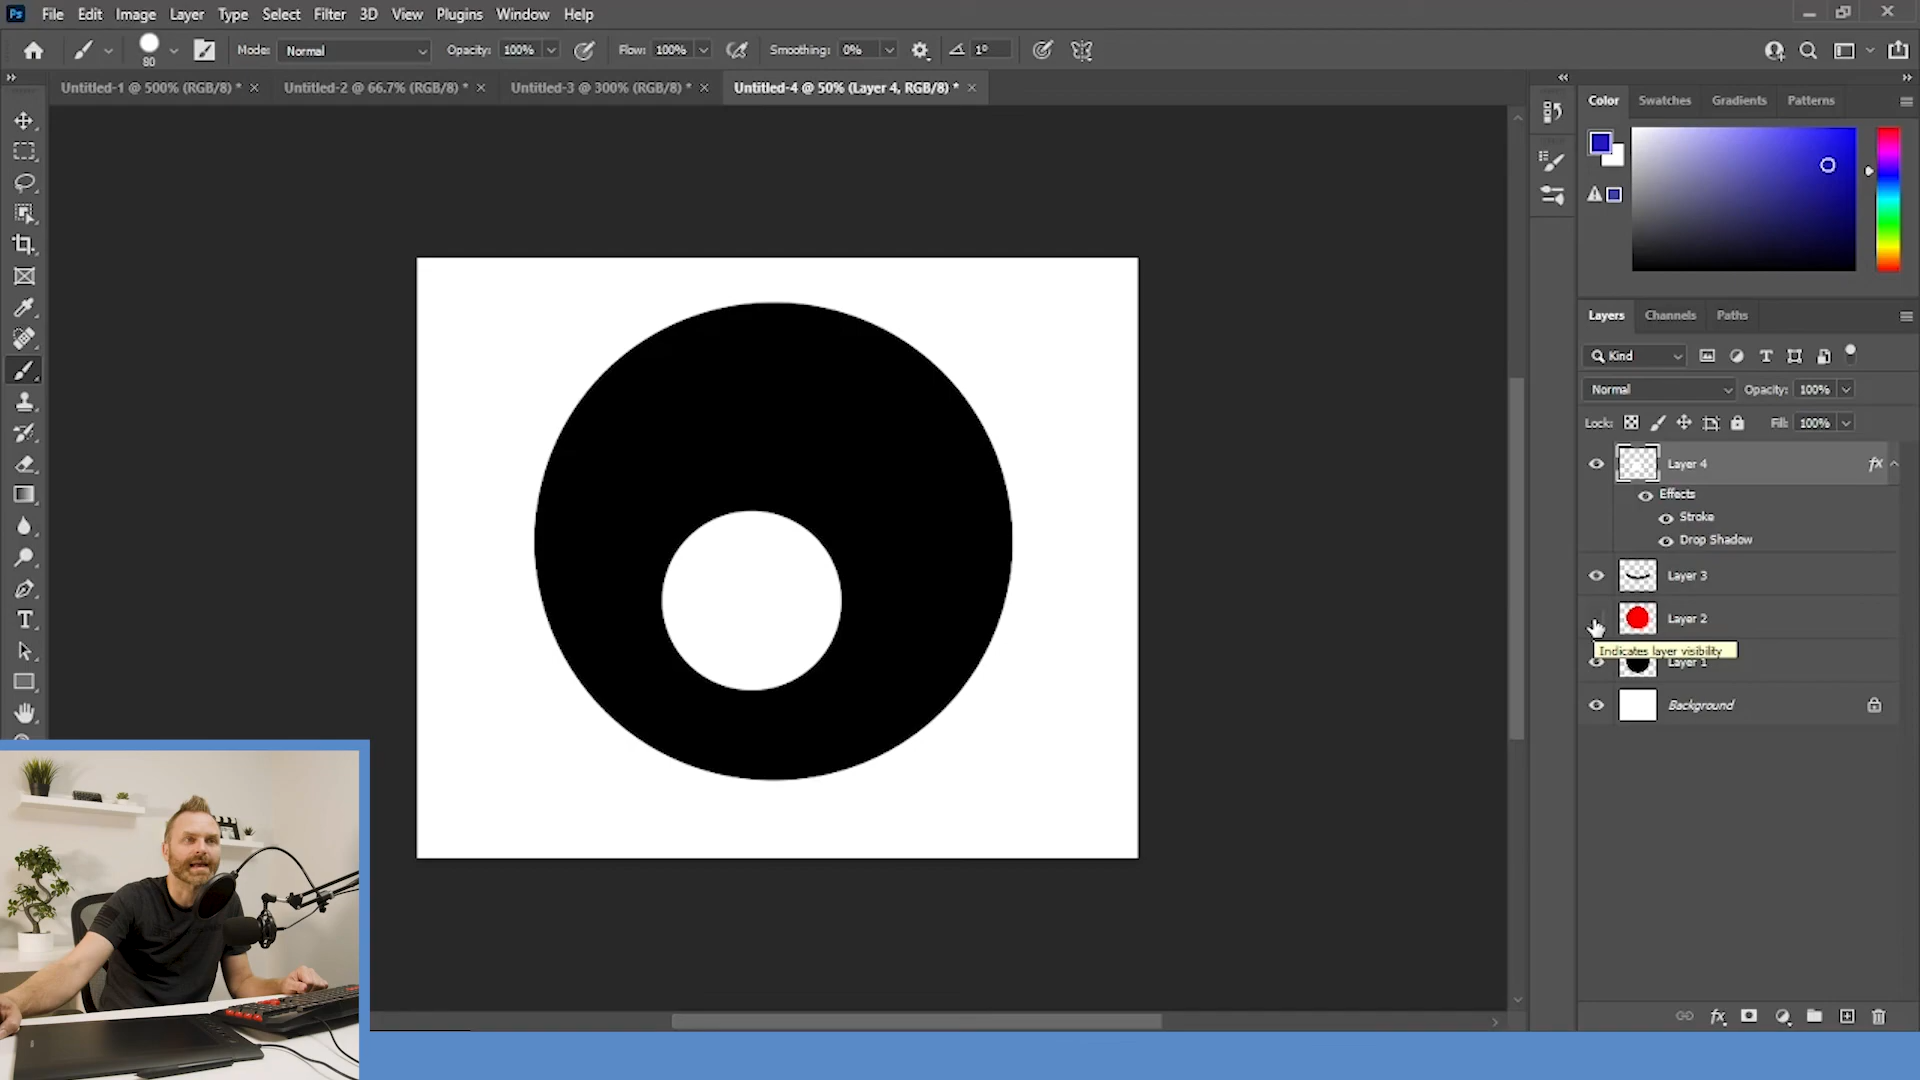 Ps File Edit Image Layer Type Select Filter 3D View Plugins Window Help
80 Mode: Normal Opacity: 100% Flow: 100% Smoothing: 0% 1°
Untitled-1 @ 500% (RGB/8) * Untitled-2 @ 66.7% (RGB/8) * Untitled-3 @ 300% (RGB/8) * Untitled-4 @ 50% (Layer 4, RGB/8) *
Color Swatches Gradients Patterns
Layers Channels Paths
Kind
Normal Opacity: 100%
Lock: Fill: 100%
Layer 4 fx
Effects
Stroke
Drop Shadow
Layer 3
Layer 2
Indicates layer visibility
Layer 1
Background
fx